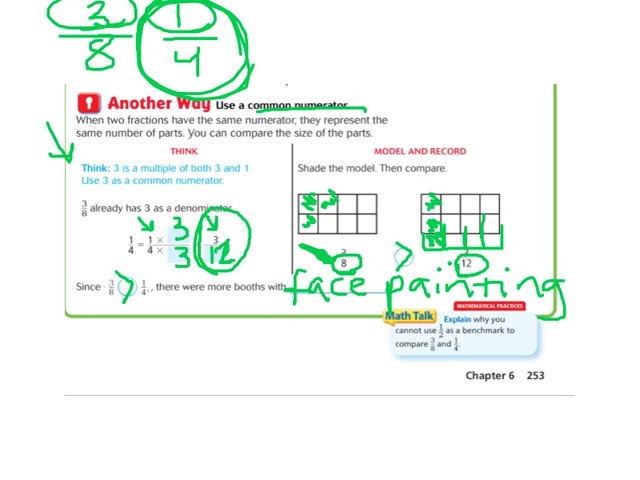 3/8 1/4
Another Way Use a common numerator.
When two fractions have the same numerator, they represent the
same number of parts. You can compare the size of the parts.
THINK
Think: 3 is a multiple of both 3 and 1.
Use 3 as a common numerator.
3/8 already has 3 as a denominator.
1/4 = 1 × 3 / 4 × 3 3/12
Since 3/8 > 1/4, there were more booths with face painting
MODEL AND RECORD
Shade the model. Then compare.
8 > 12
MATHEMATICAL PRACTICES
Math Talk Explain why you
cannot use 1/2 as a benchmark to
compare 3/8 and 1/4.
Chapter 6 253